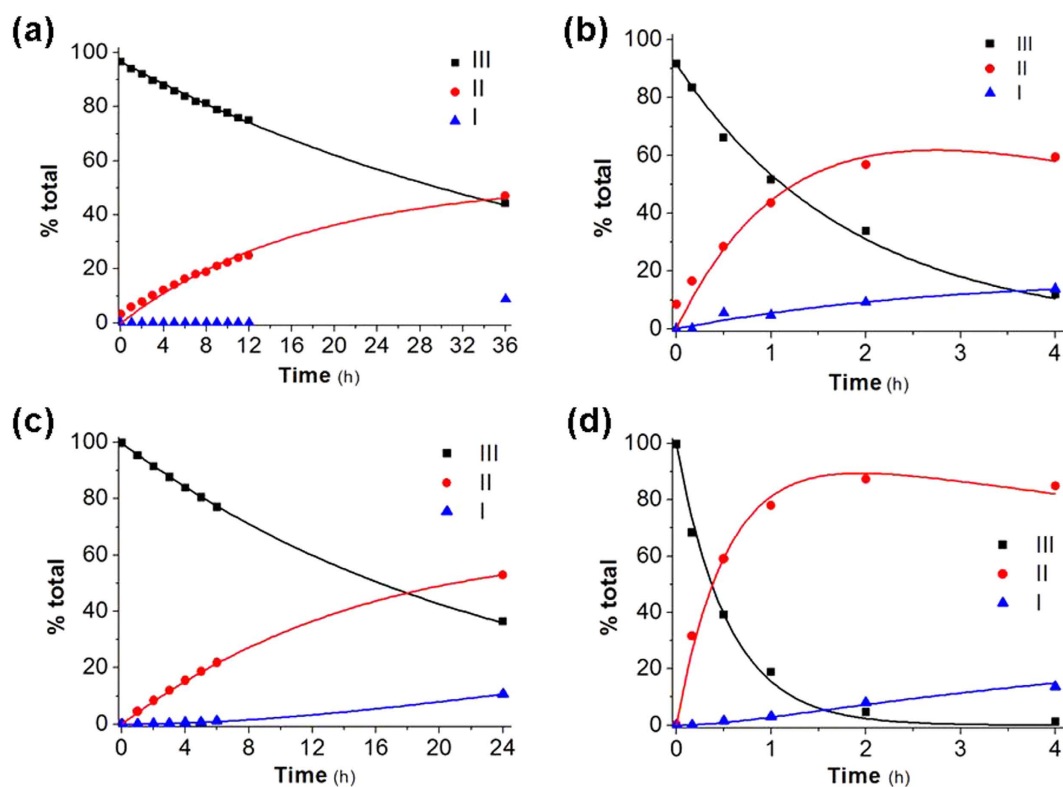 (a)
100
80
60
40
20
0
% total
III
II
I
0 4 8 12 16 20 24 28 32 36
Time (h)
(b)
100
80
60
40
20
0
% total
III
II
I
0 1 2 3 4
Time (h)
(c)
100
80
60
40
20
0
% total
III
II
I
0 4 8 12 16 20 24
Time (h)
(d)
100
80
60
40
20
0
% total
III
II
I
0 1 2 3 4
Time (h)